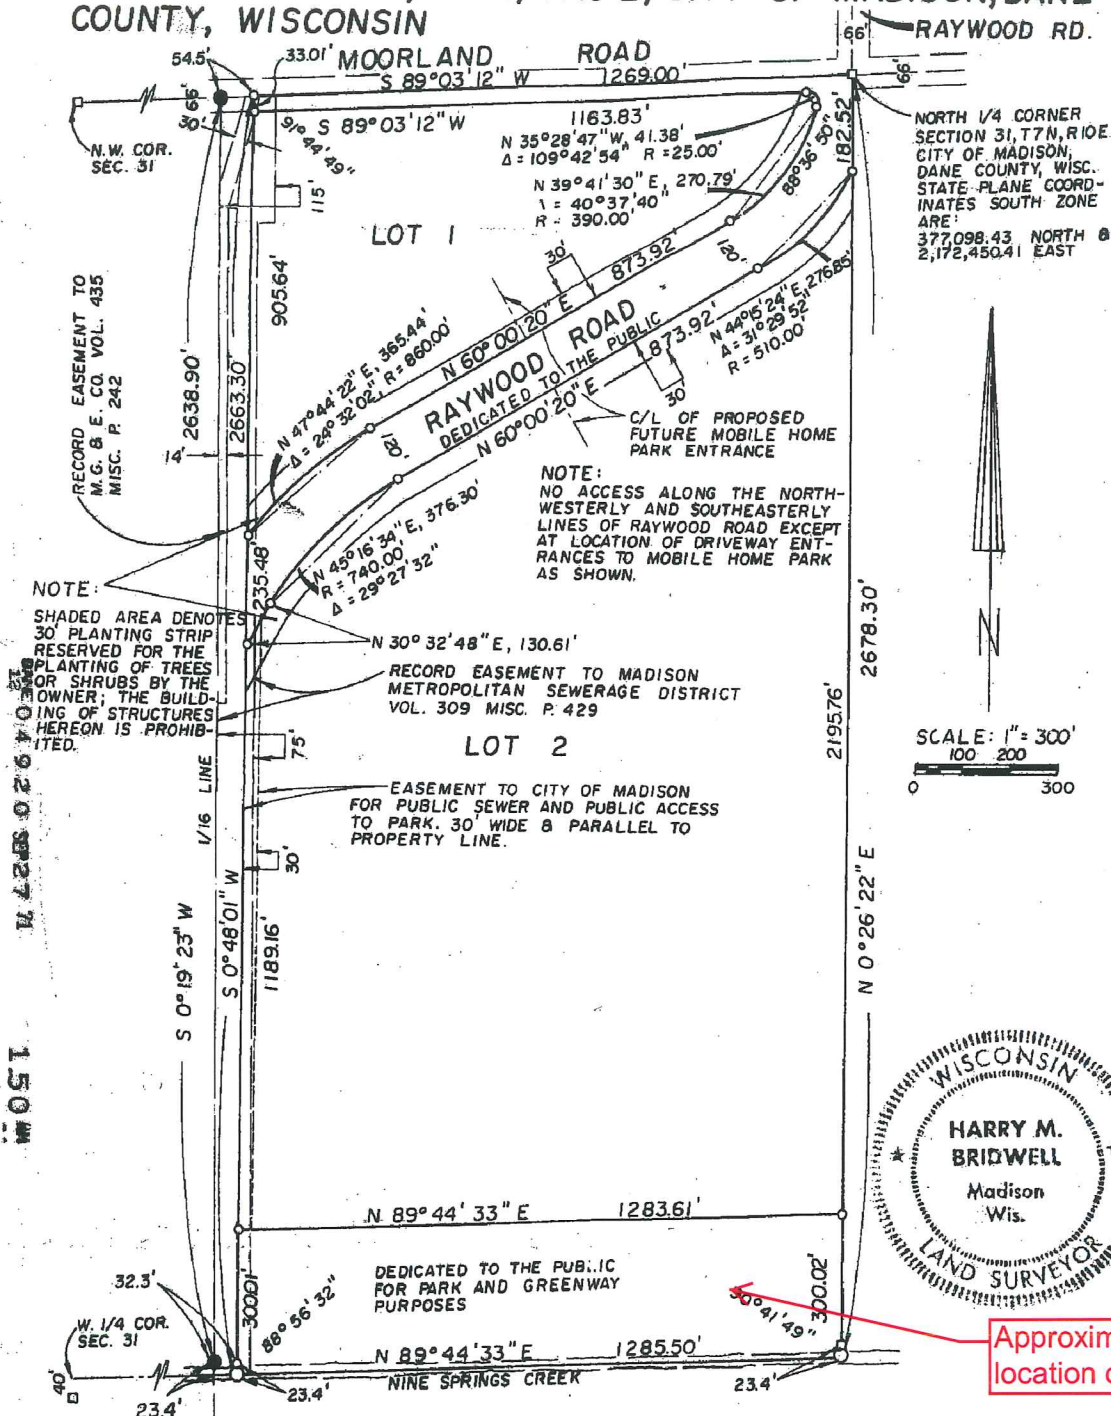 MADISON, DANE
COUNTY, WISCONSIN
RAYWOOD RD.
66'
54.5'
33.01'
MOORLAND ROAD
S 89°03'12" W 1269.00'
66'
66'
30'
S 89°03'12" W 1163.83'
91°44'49"
N.W. COR.
SEC. 31
N 35°28'47" W, 41.38'
Δ = 109°42'54" R = 25.00'
88°36'50"
182.52'
NORTH 1/4 CORNER
SECTION 31, T7N, R10E
CITY OF MADISON,
DANE COUNTY, WISC.
STATE PLANE COORD-
INATES SOUTH ZONE
ARE:
377,098.43 NORTH &
2,172,450.41 EAST
N 39°41'30" E, 270.79'
= 40°37'40"
R = 390.00'
115'
LOT 1
30'
873.92'
120'
905.64'
RECORD EASEMENT TO
M.G. & E. CO. VOL. 435
MISC. P. 242
2638.90'
2663.30'
14'
N 47°44'22" E, 365.44'
Δ = 24°32'02", R = 860.00'
N 60°00'20" E
RAYWOOD ROAD
DEDICATED TO THE PUBLIC
N 60°00'20" E
873.92'
N 44°15'24" E, 276.85'
Δ = 31°29'52"
R = 510.00'
30'
120'
C/L OF PROPOSED
FUTURE MOBILE HOME
PARK ENTRANCE
NOTE:
NO ACCESS ALONG THE NORTH-
WESTERLY AND SOUTHEASTERLY
LINES OF RAYWOOD ROAD EXCEPT
AT LOCATION OF DRIVEWAY ENT-
RANCES TO MOBILE HOME PARK
AS SHOWN.
N 45°16'34" E, 376.30'
R = 740.00'
Δ = 29°27'32"
235.48'
NOTE:
SHADED AREA DENOTES
30' PLANTING STRIP
RESERVED FOR THE
PLANTING OF TREES
OR SHRUBS BY THE
OWNER; THE BUILD-
ING OF STRUCTURES
HEREON IS PROHIB-
ITED.
N 30°32'48" E, 130.61'
RECORD EASEMENT TO MADISON
METROPOLITAN SEWERAGE DISTRICT
VOL. 309 MISC. P. 429
LOT 2
75'
2678.30'
2195.76'
N
SCALE: 1" = 300'
100 200
0 300
EASEMENT TO CITY OF MADISON
FOR PUBLIC SEWER AND PUBLIC ACCESS
TO PARK. 30' WIDE & PARALLEL TO
PROPERTY LINE.
1/16 LINE
30'
S 0°19'23" W
S 0°48'01" W
1189.16'
N 0°26'22" E
WISCONSIN
HARRY M.
BRIDWELL
Madison
Wis.
LAND SURVEYOR
N 89°44'33" E 1283.61'
DEDICATED TO THE PUBLIC
FOR PARK AND GREENWAY
PURPOSES
32.3'
300.01'
88°56'32"
300.02'
90°41'49"
W. 1/4 COR.
SEC. 31
N 89°44'33" E 1285.50'
NINE SPRINGS CREEK
40'
23.4'
23.4'
23.4'
Approxim
location o
150